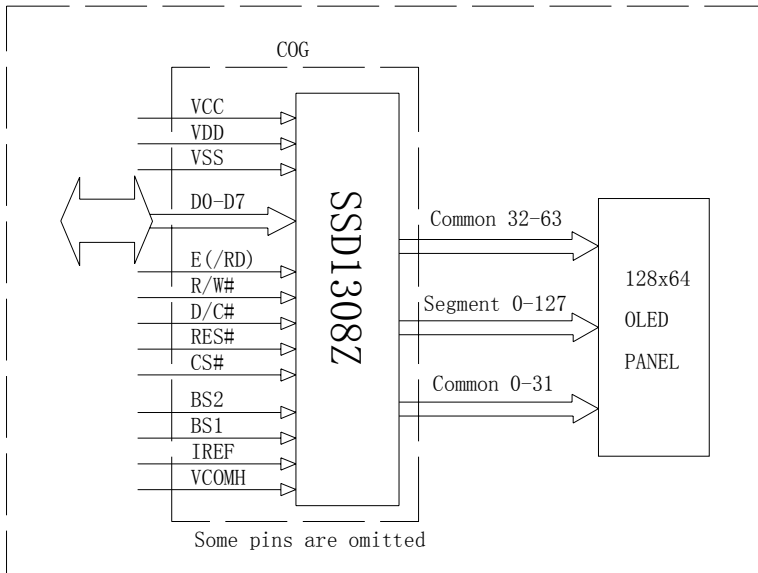 COG
VCC
VDD
VSS
D0-D7
E(/RD)
R/W#
D/C#
RES#
CS#
BS2
BS1
IREF
VCOMH
SSD1308Z
Common 32-63
Segment 0-127
Common 0-31
128x64
OLED
PANEL
Some pins are omitted